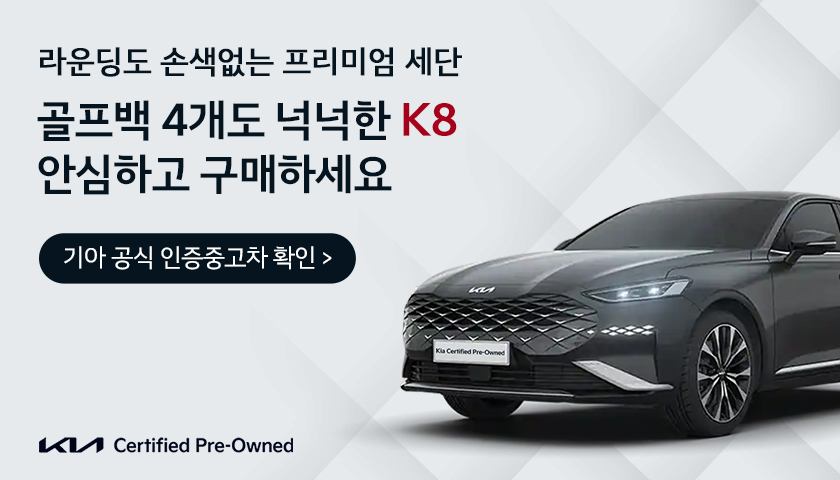 라운딩도 손색없는 프리미엄 세단
골프백 4개도 넉넉한 K8
안심하고 구매하세요
기아 공식 인증중고차 확인 >
KIA
Kia Certified Pre-Owned
KIA Certified Pre-Owned